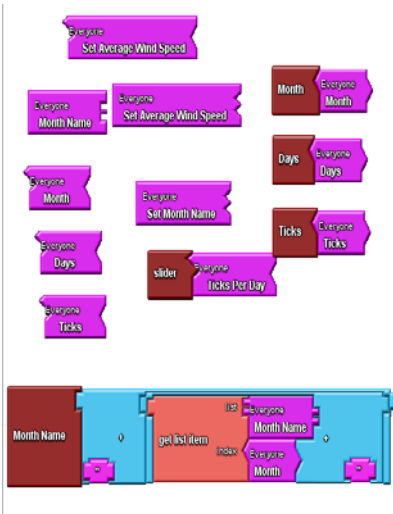 Everyone
Set Average Wind Speed
Everyone
Month Name
Everyone
Set Average Wind Speed
Month
Everyone
Month
Everyone
Month
Days
Everyone
Days
Everyone
Set Month Name
Everyone
Days
Ticks
Everyone
Ticks
slider
Everyone
Ticks Per Day
Everyone
Ticks
Month Name
+
get list item
list
Everyone
Month Name
Index
Everyone
Month
+